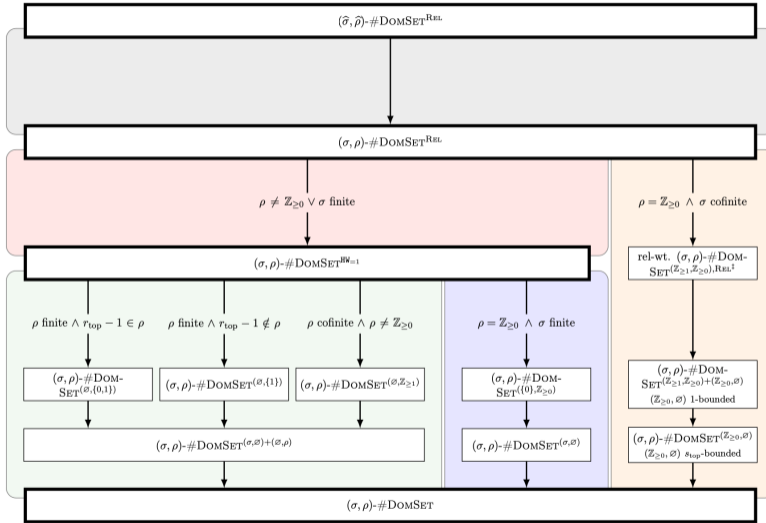 (σ̂, ρ̂)-#DOMSET^REL
(σ, ρ)-#DOMSET^REL
ρ ≠ ℤ≥0 ∨ σ finite
ρ = ℤ≥0 ∧ σ cofinite
(σ, ρ)-#DOMSET^HW=1
rel-wt. (σ, ρ)-#DOM-
SET^(ℤ≥1,ℤ≥0),REL‡
ρ finite ∧ r_top − 1 ∈ ρ
ρ finite ∧ r_top − 1 ∉ ρ
ρ cofinite ∧ ρ ≠ ℤ≥0
ρ = ℤ≥0 ∧ σ finite
(σ, ρ)-#DOM-
SET^(∅,{0,1})
(σ, ρ)-#DOMSET^(∅,{1})
(σ, ρ)-#DOMSET^(∅,ℤ≥1)
(σ, ρ)-#DOM-
SET^({0},ℤ≥0)
(σ, ρ)-#DOM-
SET^(ℤ≥1,ℤ≥0)+(ℤ≥0,∅)
(ℤ≥0, ∅) 1-bounded
(σ, ρ)-#DOMSET^(σ,∅)+(∅,ρ)
(σ, ρ)-#DOMSET^(σ,∅)
(σ, ρ)-#DOMSET^(ℤ≥0,∅)
(ℤ≥0, ∅) s_top-bounded
(σ, ρ)-#DOMSET